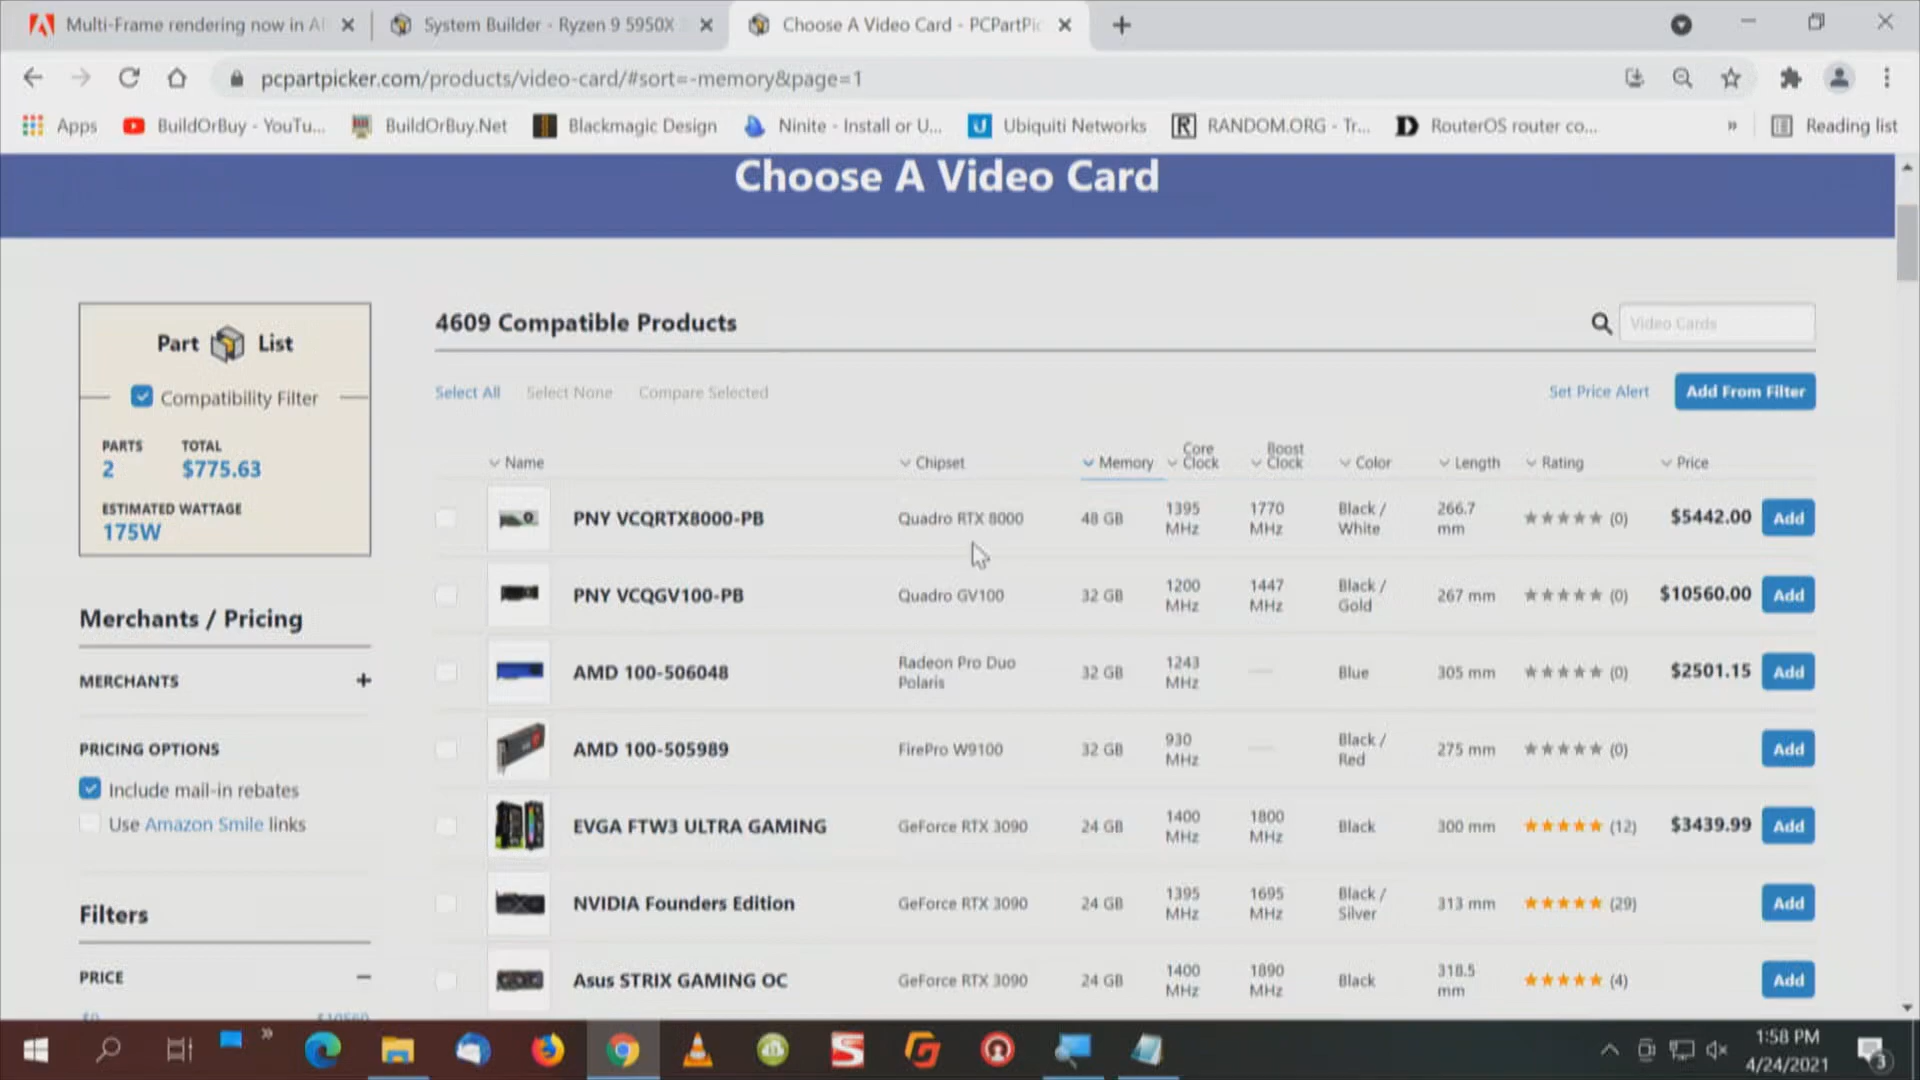 Multi-Frame rendering now in Af
System Builder - Ryzen 9 5950X
Choose A Video Card - PCPartPic
pcpartpicker.com/products/video-card/#sort=-memory&page=1
Apps
BuildOrBuy - YouTu...
BuildOrBuy.Net
Blackmagic Design
Ninite - Install or U...
Ubiquiti Networks
RANDOM.ORG - Tr...
RouterOS router co...
»
Reading list
Choose A Video Card
Part List
Compatibility Filter
PARTS TOTAL
2 $775.63
ESTIMATED WATTAGE
175W
Merchants / Pricing
MERCHANTS
PRICING OPTIONS
Include mail-in rebates
Use Amazon Smile links
Filters
PRICE
$0 $10560
4609 Compatible Products
Video Cards
Select All Select None Compare Selected
Set Price Alert
Add From Filter
Name Chipset Memory Core Clock Boost Clock Color Length Rating Price
PNY VCQRTX8000-PB Quadro RTX 8000 48 GB 1395 MHz 1770 MHz Black / White 266.7 mm (0) $5442.00 Add
PNY VCQGV100-PB Quadro GV100 32 GB 1200 MHz 1447 MHz Black / Gold 267 mm (0) $10560.00 Add
AMD 100-506048 Radeon Pro Duo Polaris 32 GB 1243 MHz Blue 305 mm (0) $2501.15 Add
AMD 100-505989 FirePro W9100 32 GB 930 MHz Black / Red 275 mm (0) Add
EVGA FTW3 ULTRA GAMING GeForce RTX 3090 24 GB 1400 MHz 1800 MHz Black 300 mm (12) $3439.99 Add
NVIDIA Founders Edition GeForce RTX 3090 24 GB 1395 MHz 1695 MHz Black / Silver 313 mm (29) Add
Asus STRIX GAMING OC GeForce RTX 3090 24 GB 1400 MHz 1890 MHz Black 318.5 mm (4) Add
1:58 PM
4/24/2021
3